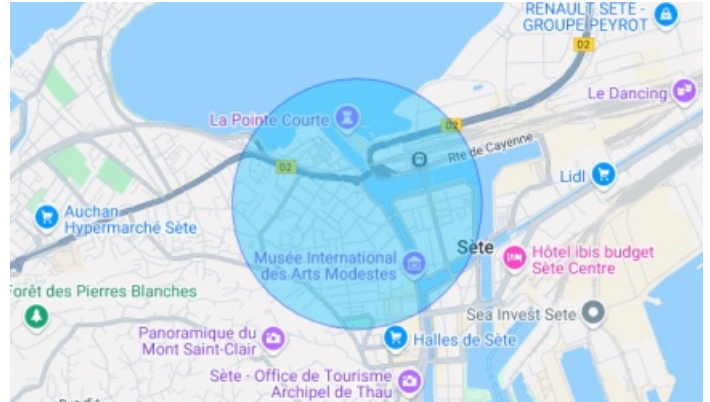 RENAULT SETE -
GROUPE PEYROT
D2
Le Dancing
La Pointe Courte
D2
Rte de Cayenne
D2
Lidl
Auchan
Hypermarché Sète
Musée International
des Arts Modestes
Sète
Hôtel ibis budget
Sète Centre
Forêt des Pierres Blanches
Sea Invest Sete
Panoramique du
Mont Saint-Clair
Halles de Sète
Sète - Office de Tourisme
Archipel de Thau